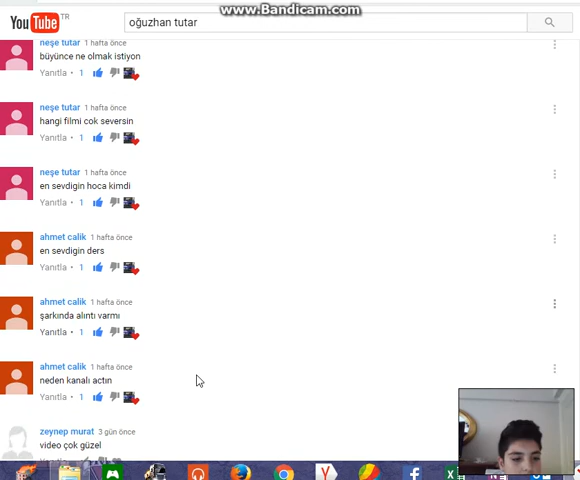 www.Bandicam.com
YouTube TR
oğuzhan tutar
neşe tutar 1 hafta önce
büyünce ne olmak istiyon
Yanıtla • 1
neşe tutar 1 hafta önce
hangi filmi cok seversin
Yanıtla • 1
neşe tutar 1 hafta önce
en sevdigin hoca kimdi
Yanıtla • 1
ahmet calik 1 hafta önce
en sevdigin ders
Yanıtla • 1
ahmet calik 1 hafta önce
şarkında alıntı varmı
Yanıtla • 1
ahmet calik 1 hafta önce
neden kanalı actın
Yanıtla • 1
zeynep murat 3 gün önce
video çok güzel